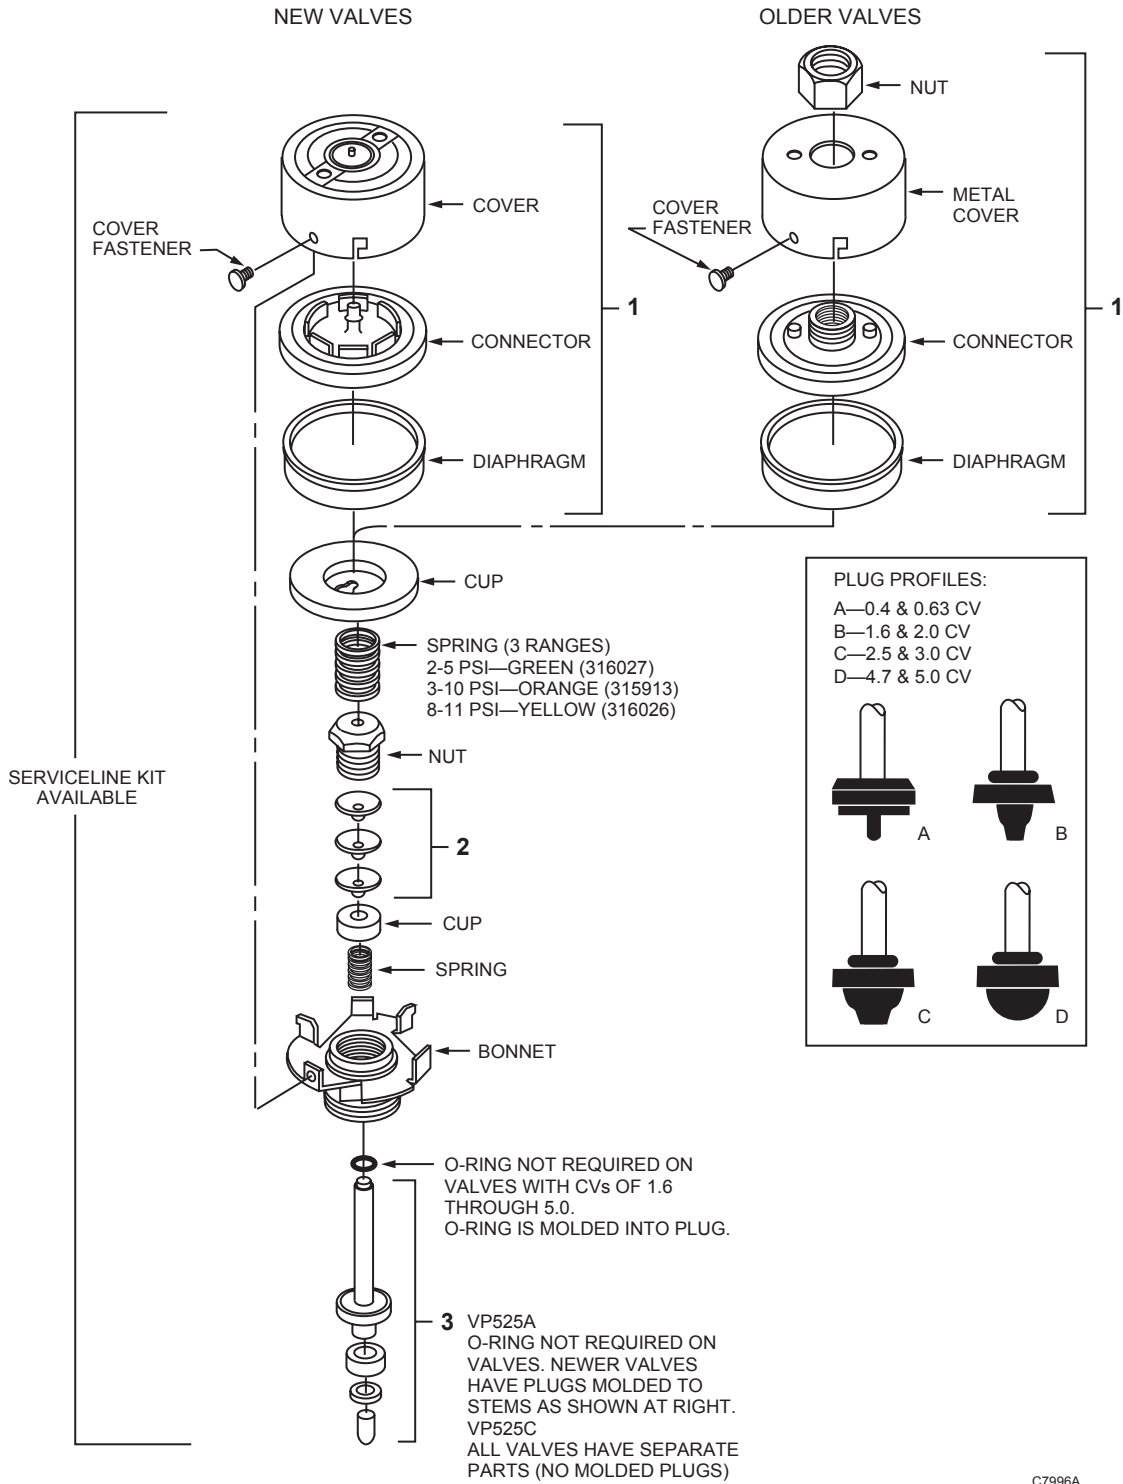 NEW VALVES
OLDER VALVES
NUT
COVER
METAL
COVER
COVER
FASTENER
COVER
FASTENER
1
1
CONNECTOR
CONNECTOR
DIAPHRAGM
DIAPHRAGM
CUP
SPRING (3 RANGES)
2-5 PSI—GREEN (316027)
3-10 PSI—ORANGE (315913)
8-11 PSI—YELLOW (316026)
NUT
SERVICELINE KIT
AVAILABLE
2
CUP
SPRING
BONNET
PLUG PROFILES:
A—0.4 & 0.63 CV
B—1.6 & 2.0 CV
C—2.5 & 3.0 CV
D—4.7 & 5.0 CV
A
B
C
D
O-RING NOT REQUIRED ON
VALVES WITH CVs OF 1.6
THROUGH 5.0.
O-RING IS MOLDED INTO PLUG.
3 VP525A
O-RING NOT REQUIRED ON
VALVES. NEWER VALVES
HAVE PLUGS MOLDED TO
STEMS AS SHOWN AT RIGHT.
VP525C
ALL VALVES HAVE SEPARATE
PARTS (NO MOLDED PLUGS)
C7996A